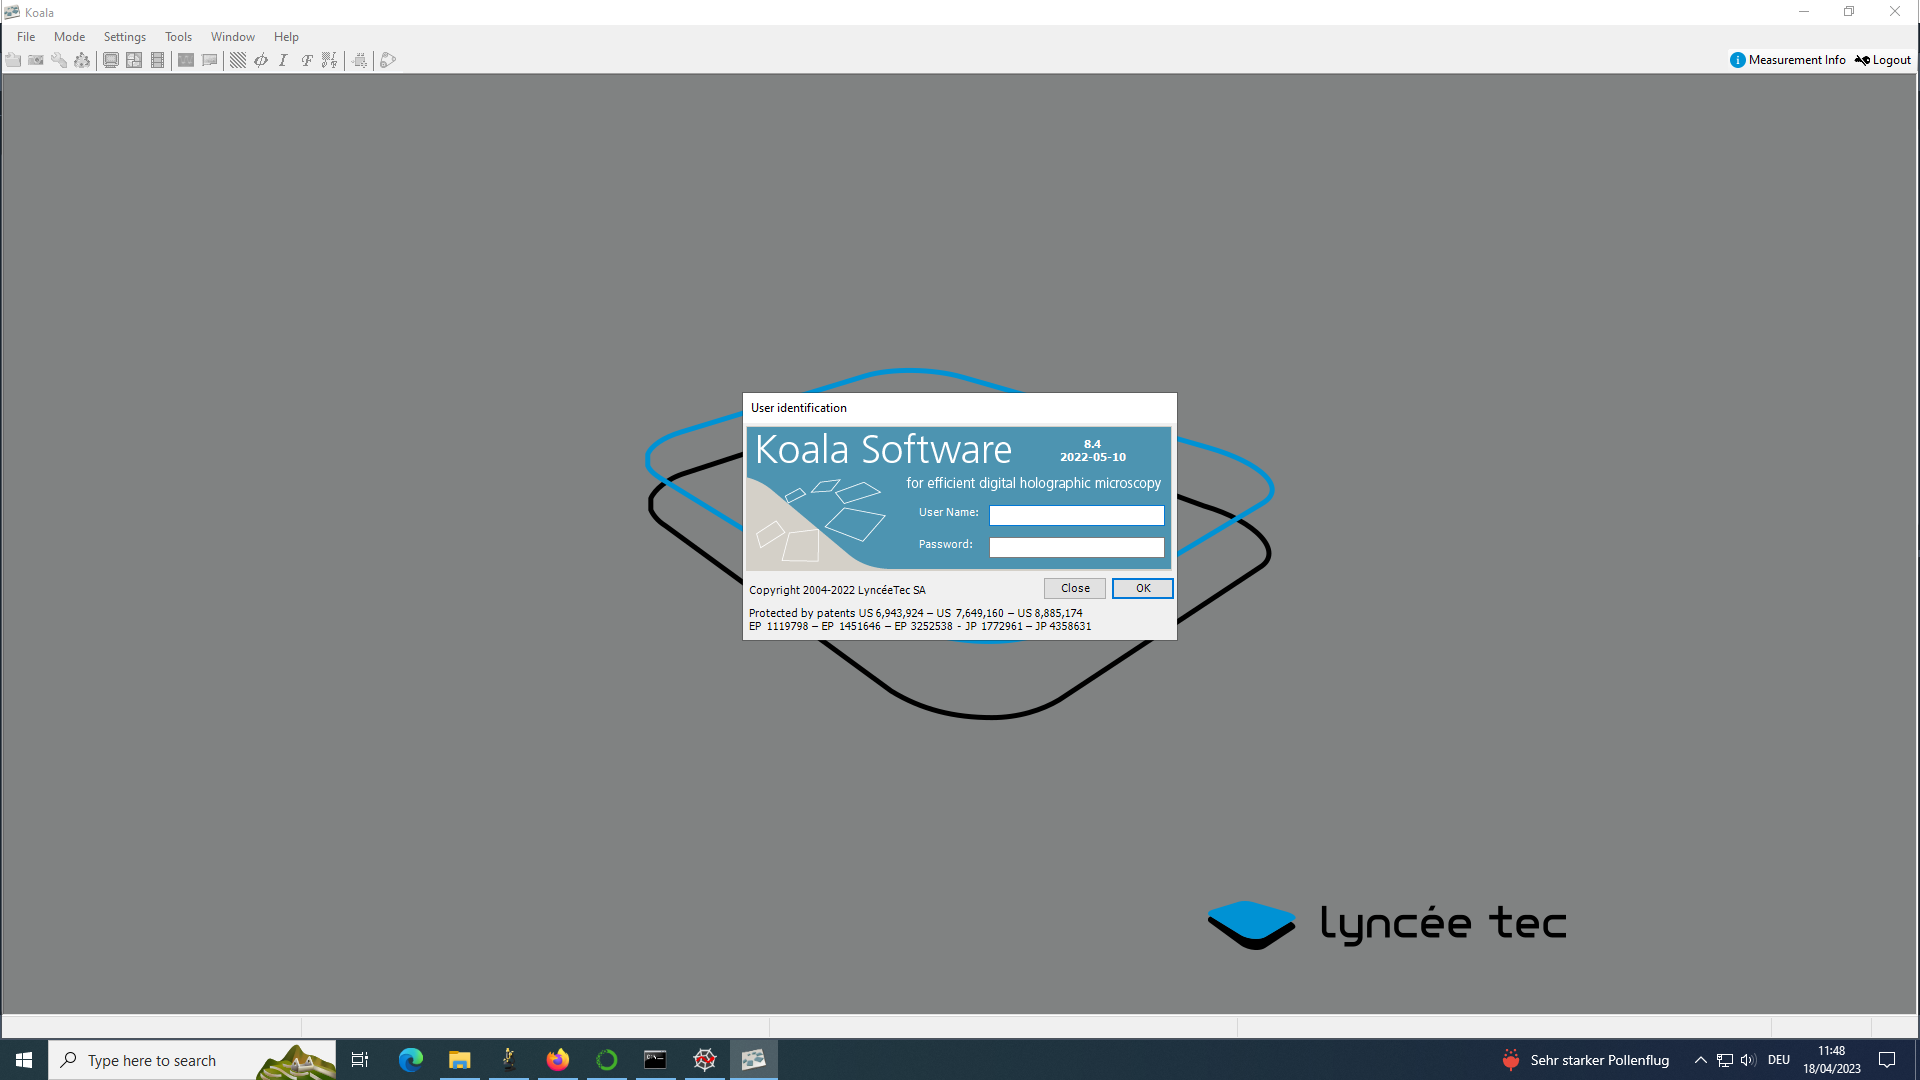 Koala
File Mode Settings Tools Window Help
Measurement Info Logout
User identification
Koala Software
8.4
2022-05-10
for efficient digital holographic microscopy
User Name:
Password:
Copyright 2004-2022 LyncéeTec SA
Close OK
Protected by patents US 6,943,924 – US 7,649,160 – US 8,885,174
EP 1119798 – EP 1451646 – EP 3252538 - JP 1772961 – JP 4358631
lyncée tec
Type here to search
Sehr starker Pollenflug
DEU
11:48
18/04/2023